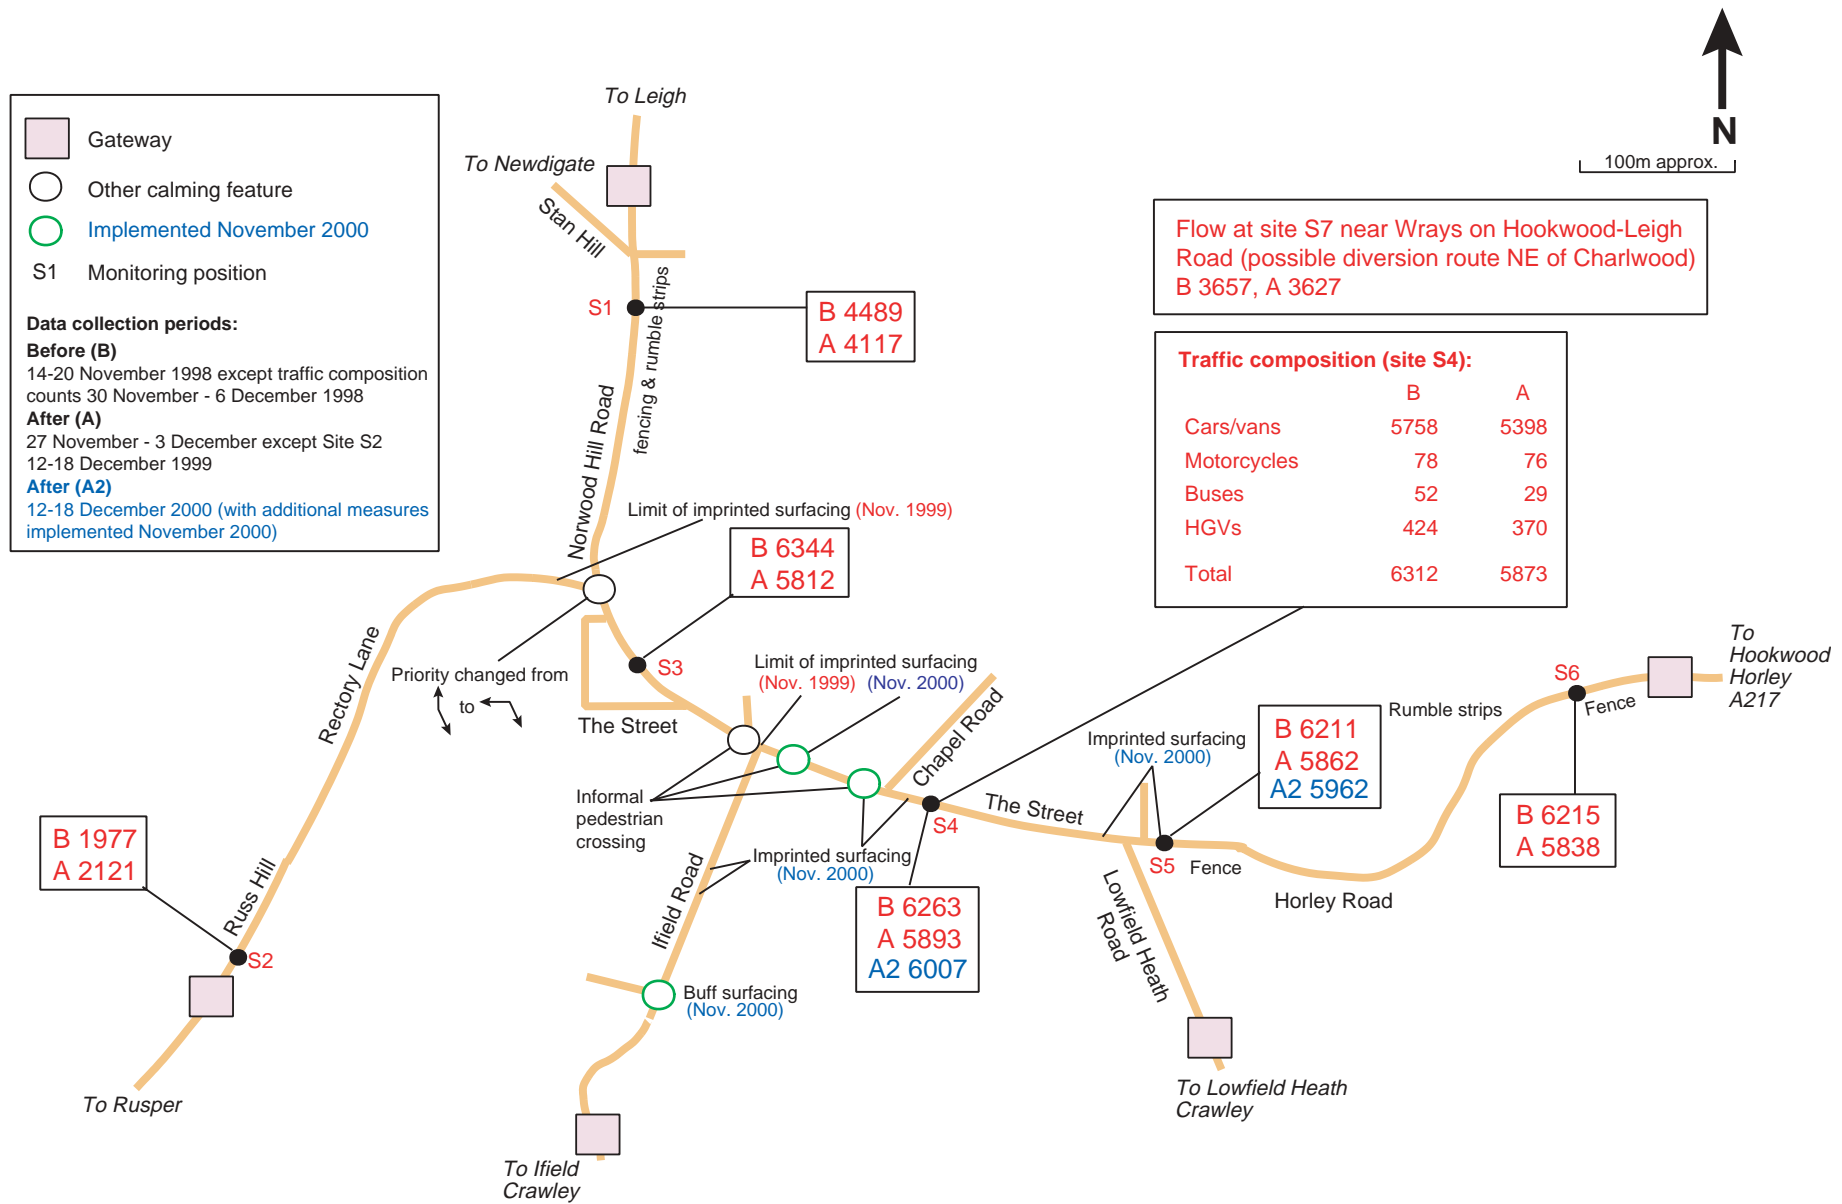 Gateway
Other calming feature
Implemented November 2000
S1 Monitoring position
Data collection periods:
Before (B)
14-20 November 1998 except traffic composition
counts 30 November - 6 December 1998
After (A)
27 November - 3 December except Site S2
12-18 December 1999
After (A2)
12-18 December 2000 (with additional measures
implemented November 2000)
To Leigh
To Newdigate
Stan Hill
S1
B 4489
A 4117
fencing & rumble strips
Norwood Hill Road
N
100m approx.
Flow at site S7 near Wrays on Hookwood-Leigh
Road (possible diversion route NE of Charlwood)
B 3657, A 3627
Traffic composition (site S4):
B A
Cars/vans 5758 5398
Motorcycles 78 76
Buses 52 29
HGVs 424 370
Total 6312 5873
Limit of imprinted surfacing (Nov. 1999)
B 6344
A 5812
S3
Priority changed from
to
Rectory Lane
The Street
Limit of imprinted surfacing
(Nov. 1999) (Nov. 2000)
Chapel Road
Informal
pedestrian
crossing
Imprinted surfacing
(Nov. 2000)
Ifield Road
S4
B 6263
A 5893
A2 6007
The Street
Imprinted surfacing
(Nov. 2000)
B 6211
A 5862
A2 5962
S5
Fence
Rumble strips
S6
Fence
B 6215
A 5838
To
Hookwood
Horley
A217
Horley Road
Lowfield Heath
Road
To Lowfield Heath
Crawley
B 1977
A 2121
Russ Hill
S2
To Rusper
Buff surfacing
(Nov. 2000)
To Ifield
Crawley